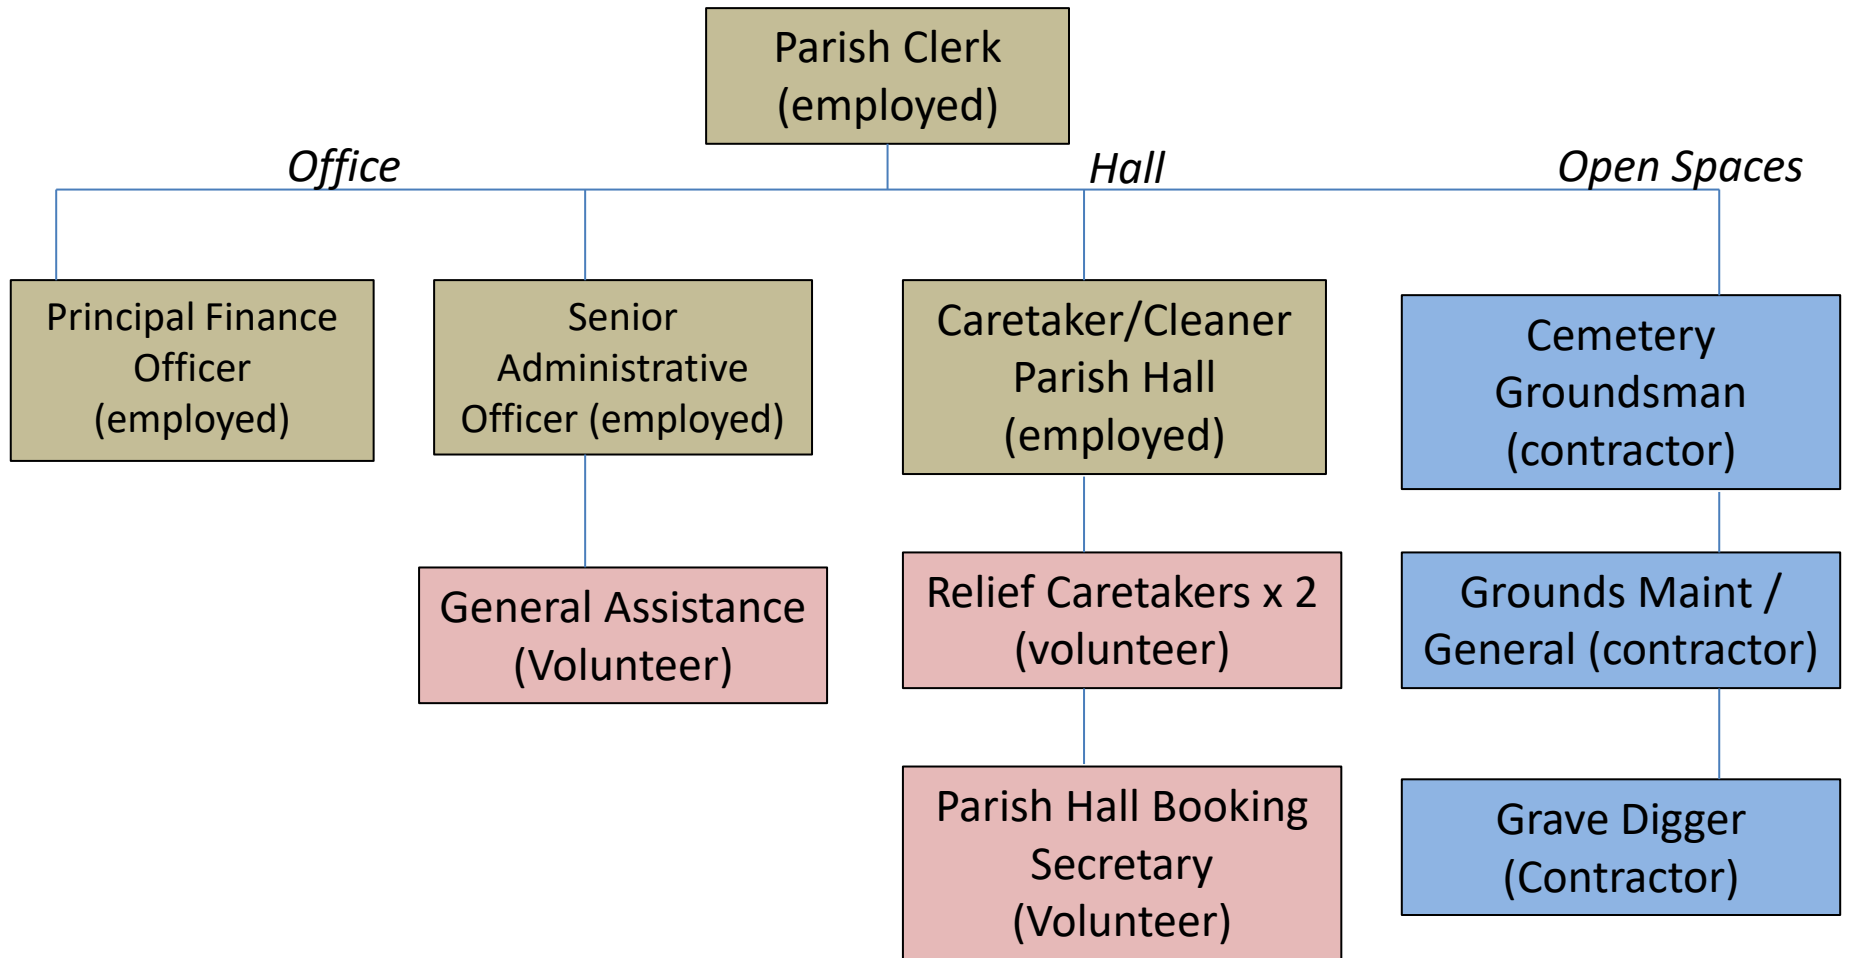 Parish Clerk
(employed)
Office
Hall
Open Spaces
Principal Finance
Officer
(employed)
Senior
Administrative
Officer (employed)
Caretaker/Cleaner
Parish Hall
(employed)
Cemetery
Groundsman
(contractor)
General Assistance
(Volunteer)
Relief Caretakers x 2
(volunteer)
Grounds Maint /
General (contractor)
Parish Hall Booking
Secretary
(Volunteer)
Grave Digger
(Contractor)